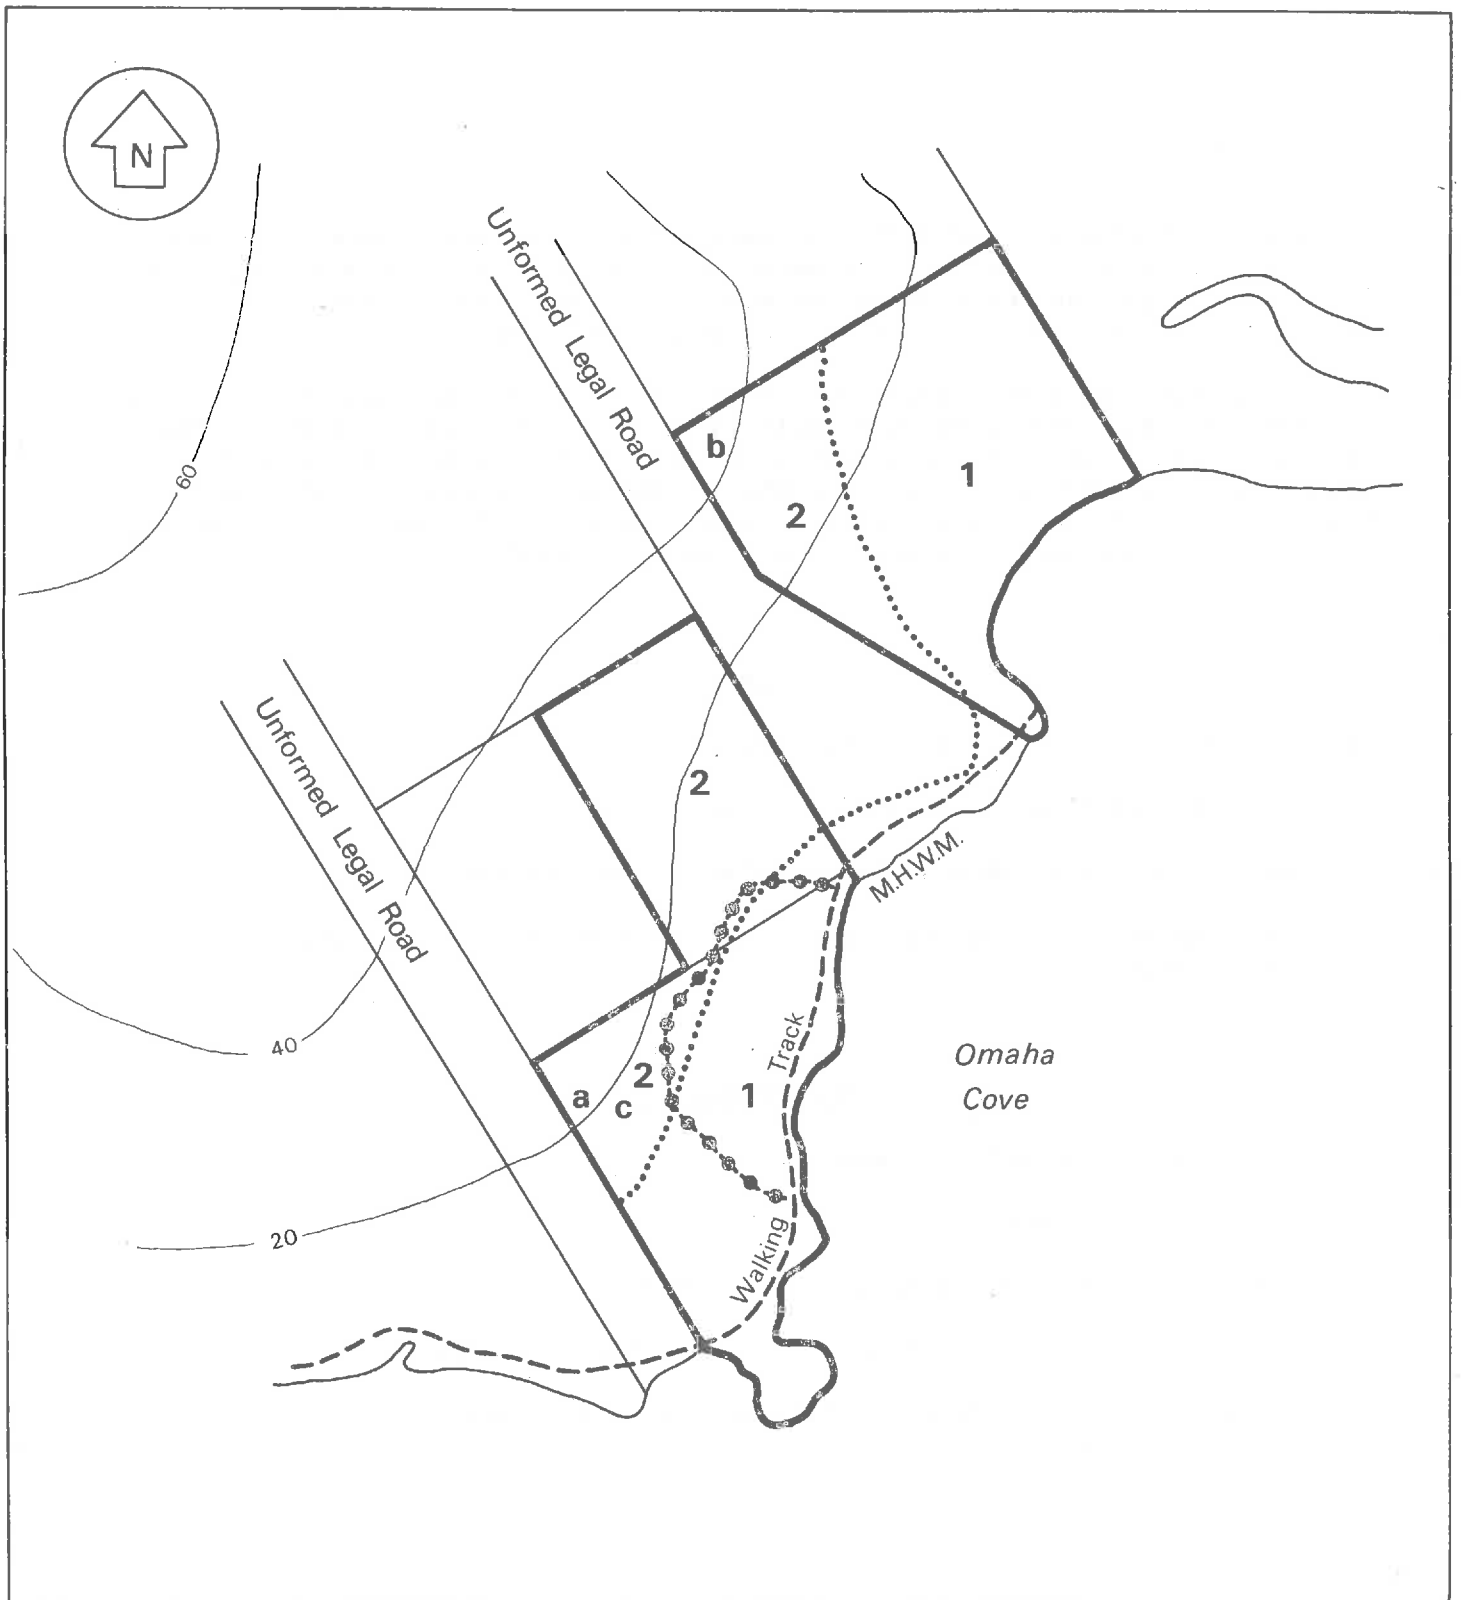 N
Unformed Legal Road
60
b
1
2
Unformed Legal Road
2
M.H.W.M.
40
Omaha
Cove
Track
2
1
a
c
20
Walking